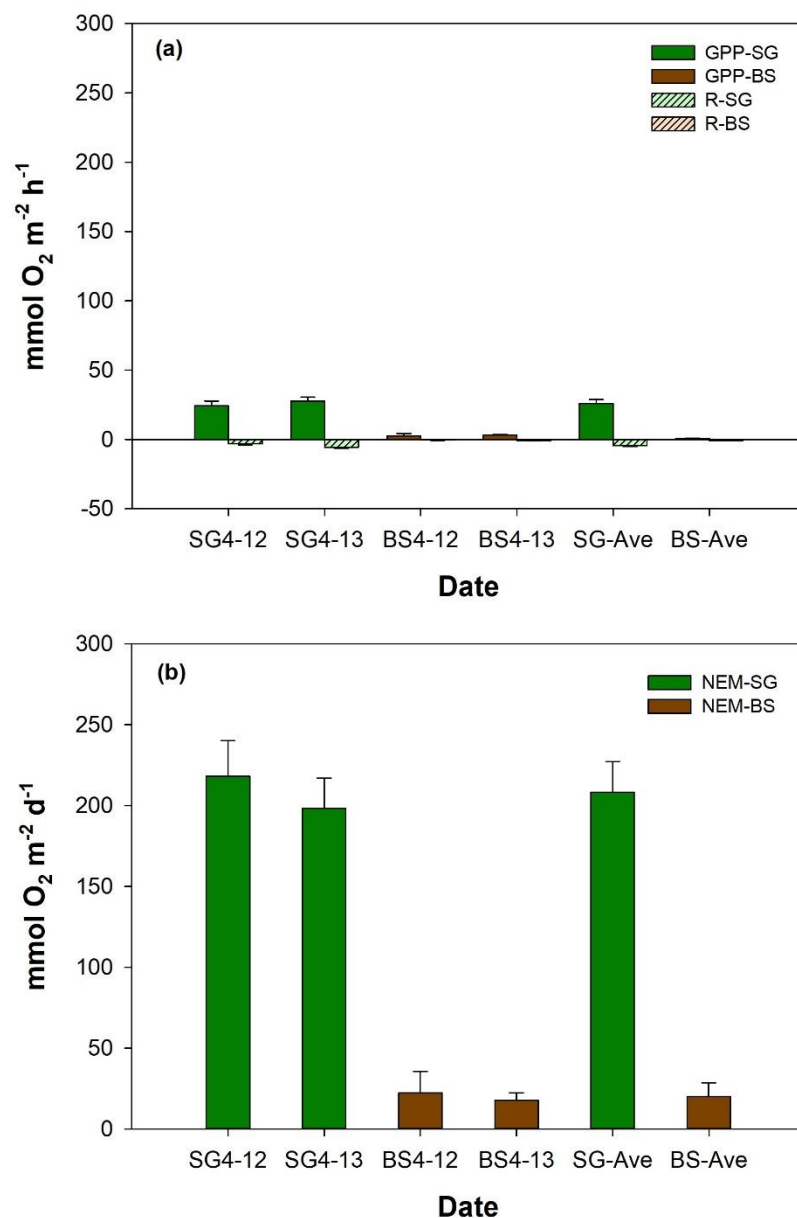 (a)
GPP-SG
GPP-BS
R-SG
R-BS
300
250
200
150
100
50
0
-50
mmol O₂ m⁻² h⁻¹
SG4-12 SG4-13 BS4-12 BS4-13 SG-Ave BS-Ave
Date
(b)
NEM-SG
NEM-BS
300
250
200
150
100
50
0
mmol O₂ m⁻² d⁻¹
SG4-12 SG4-13 BS4-12 BS4-13 SG-Ave BS-Ave
Date